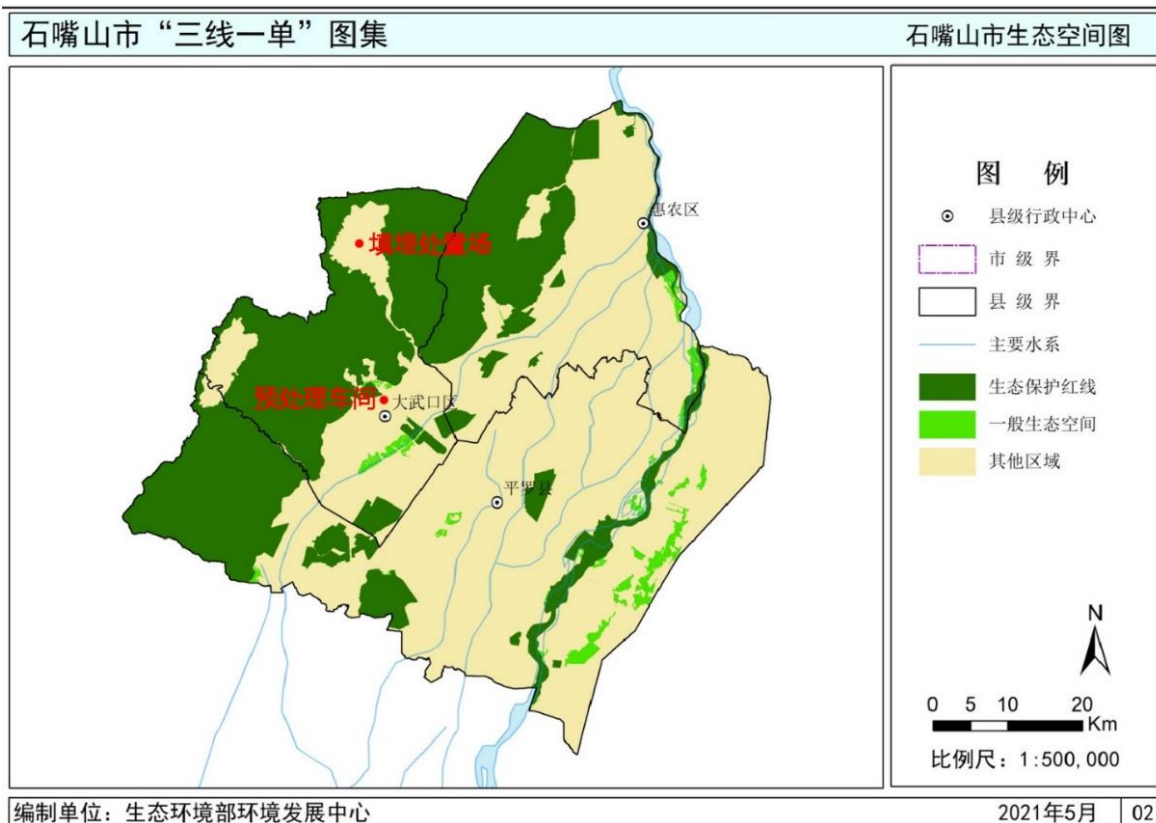 石嘴山市“三线一单”图集
石嘴山市生态空间图
惠农区
填埋处置场
预处理车间
大武口区
平罗县
图 例
县级行政中心
市 级 界
县 级 界
主要水系
生态保护红线
一般生态空间
其他区域
N
0 5 10 20
Km
比例尺：1:500,000
编制单位：生态环境部环境发展中心
2021年5月
02